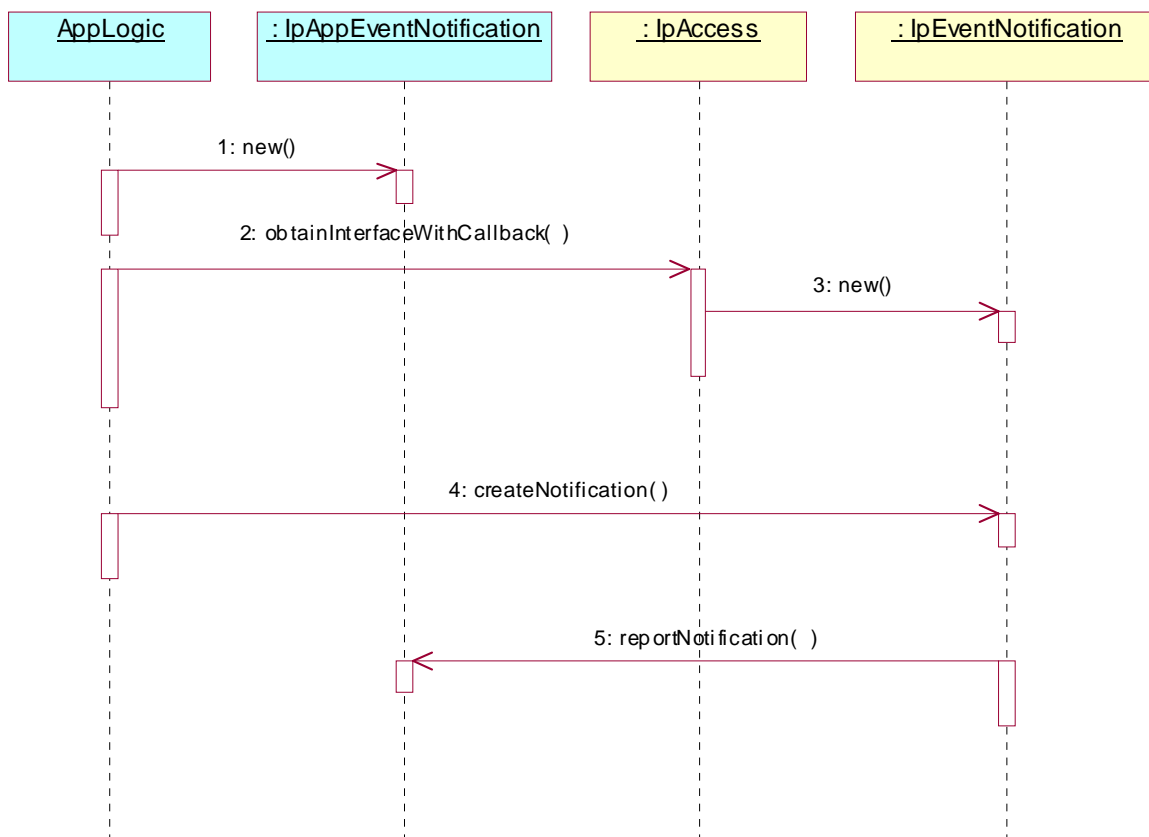 AppLogic
: IpAppEventNotification
: IpAccess
: IpEventNotification
1: new()
2: obtainInterfaceWithCallback( )
3: new()
4: createNotification( )
5: reportNotification( )